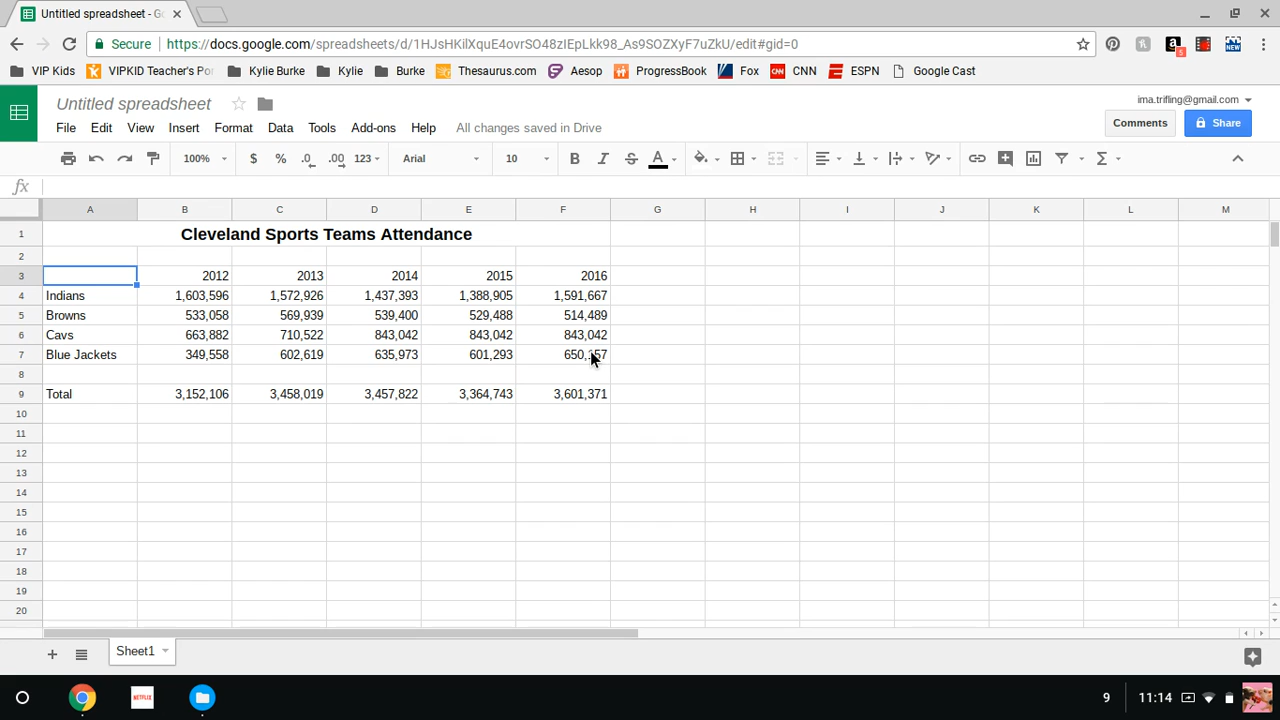 Untitled spreadsheet - Go
Secure https://docs.google.com/spreadsheets/d/1HJsHKilX uE4ovrSO48zIEpLkk98_As9SOZXyF7uZkU/edit#gid=0
5 NEW
VIP Kids VIPKID Teacher's Por Kylie Burke Kylie Burke Thesaurus.com Aesop ProgressBook Fox CNN CNN ESPN Google Cast
Untitled spreadsheet
ima.trifling@gmail.com
File Edit View Insert Format Data Tools Add-ons Help All changes saved in Drive
Comments Share
100% $ % .0 .00 123 Arial 10 B I S A Σ
fx
A B C D E F G H I J K L M
1 Cleveland Sports Teams Attendance
2
3 2012 2013 2014 2015 2016
4 Indians 1,603,596 1,572,926 1,437,393 1,388,905 1,591,667
5 Browns 533,058 569,939 539,400 529,488 514,489
6 Cavs 663,882 710,522 843,042 843,042 843,042
7 Blue Jackets 349,558 602,619 635,973 601,293
8
9 Total 3,152,106 3,458,019 3,457,822 3,364,743 3,601,371
10
11
12
13
14
15
16
17
18
19
20
Sheet1
NETFLIX
9 11:14